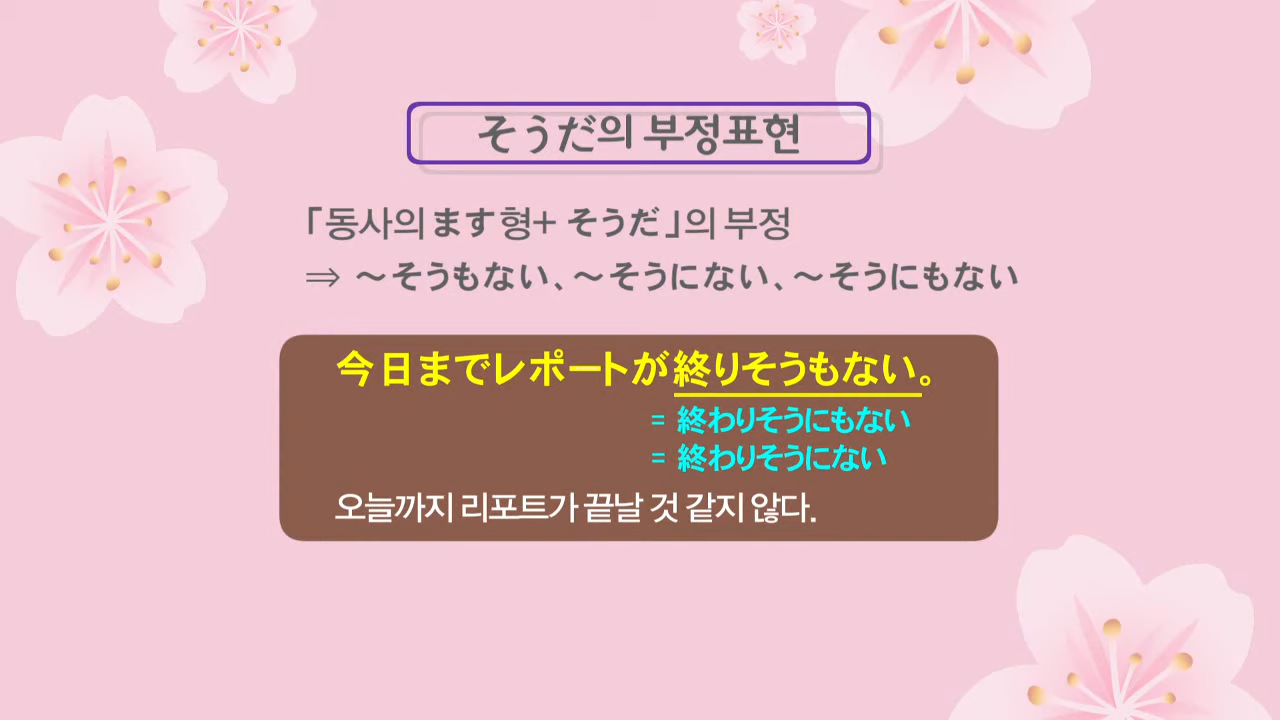 そうだ의 부정표현
「동사의 ます형+ そうだ」의 부정
⇒ ～そうもない、～そうにない、～そうにもない
今日までレポートが終りそうもない。
= 終わりそうにもない
= 終わりそうにない
오늘까지 리포트가 끝날 것 같지 않다.